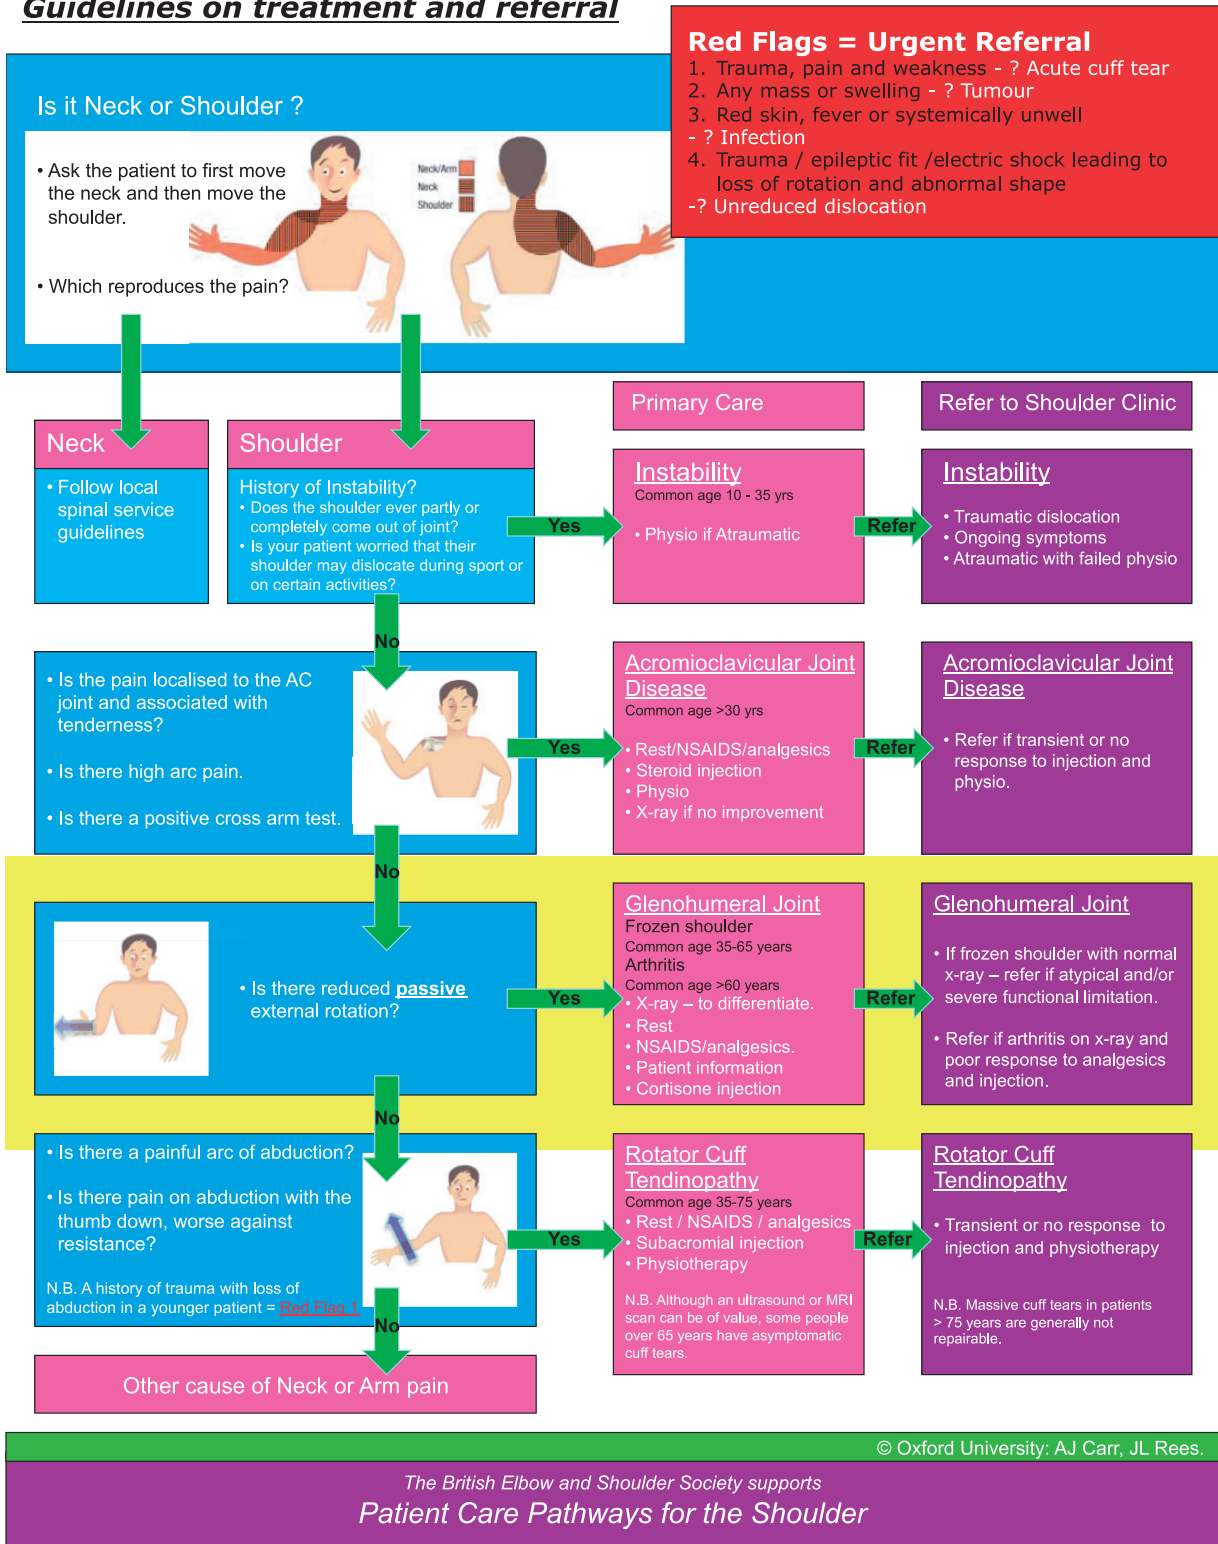 Guidelines on treatment and referral
Red Flags = Urgent Referral
1. Trauma, pain and weakness - ? Acute cuff tear
2. Any mass or swelling - ? Tumour
3. Red skin, fever or systemically unwell
- ? Infection
4. Trauma / epileptic fit /electric shock leading to
loss of rotation and abnormal shape
-? Unreduced dislocation
Is it Neck or Shoulder ?
• Ask the patient to first move
the neck and then move the
shoulder.
• Which reproduces the pain?
Neck/Arm
Neck
Shoulder
Primary Care
Refer to Shoulder Clinic
Neck
• Follow local
spinal service
guidelines
Shoulder
History of Instability?
• Does the shoulder ever partly or
completely come out of joint?
• Is your patient worried that their
shoulder may dislocate during sport or
on certain activities?
Yes
Instability
Common age 10 - 35 yrs
• Physio if Atraumatic
Refer
Instability
• Traumatic dislocation
• Ongoing symptoms
• Atraumatic with failed physio
No
• Is the pain localised to the AC
joint and associated with
tenderness?
• Is there high arc pain.
• Is there a positive cross arm test.
Yes
Acromioclavicular Joint
Disease
Common age >30 yrs
• Rest/NSAIDS/analgesics
• Steroid injection
• Physio
• X-ray if no improvement
Refer
Acromioclavicular Joint
Disease
• Refer if transient or no
response to injection and
physio.
No
• Is there reduced passive
external rotation?
Yes
Glenohumeral Joint
Frozen shoulder
Common age 35-65 years
Arthritis
Common age >60 years
• X-ray – to differentiate.
• Rest
• NSAIDS/analgesics.
• Patient information
• Cortisone injection
Refer
Glenohumeral Joint
• If frozen shoulder with normal
x-ray – refer if atypical and/or
severe functional limitation.
• Refer if arthritis on x-ray and
poor response to analgesics
and injection.
No
• Is there a painful arc of abduction?
• Is there pain on abduction with the
thumb down, worse against
resistance?
N.B. A history of trauma with loss of
abduction in a younger patient = Red Flag 1
Yes
Rotator Cuff
Tendinopathy
Common age 35-75 years
• Rest / NSAIDS / analgesics
• Subacromial injection
• Physiotherapy
N.B. Although an ultrasound or MRI
scan can be of value, some people
over 65 years have asymptomatic
cuff tears.
Refer
Rotator Cuff
Tendinopathy
• Transient or no response to
injection and physiotherapy
N.B. Massive cuff tears in patients
> 75 years are generally not
repairable.
No
Other cause of Neck or Arm pain
© Oxford University: AJ Carr, JL Rees.
The British Elbow and Shoulder Society supports
Patient Care Pathways for the Shoulder